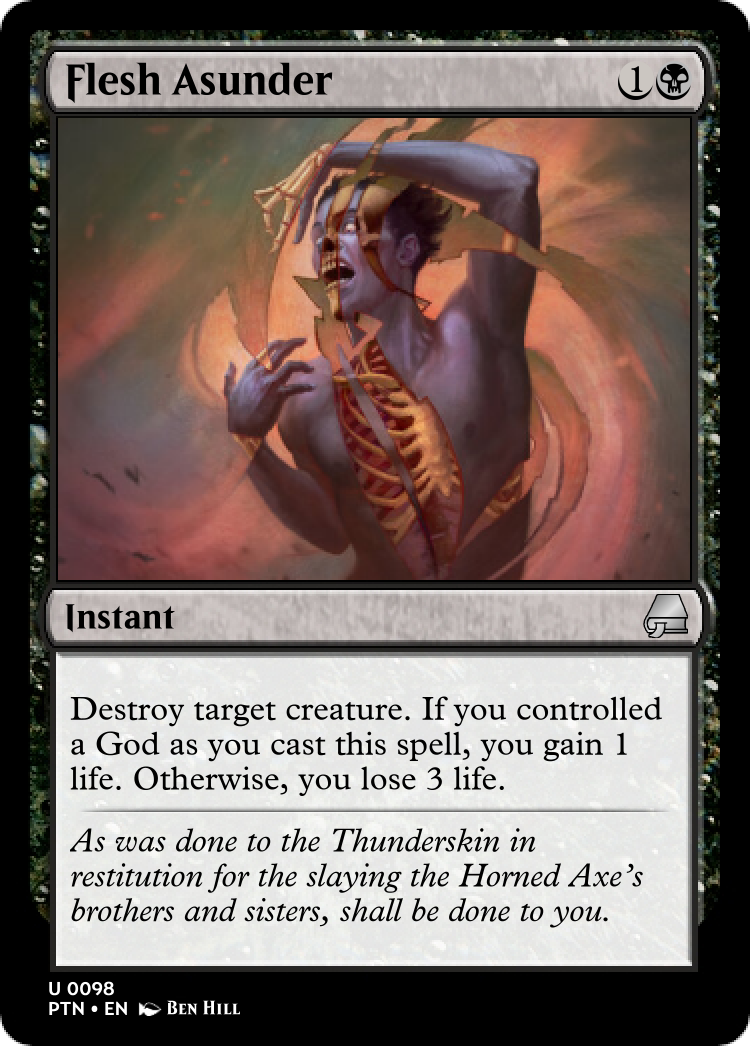 Flesh Asunder 1
Instant
Destroy target creature. If you controlled
a God as you cast this spell, you gain 1
life. Otherwise, you lose 3 life.
As was done to the Thunderskin in
restitution for the slaying the Horned Axe's
brothers and sisters, shall be done to you.
U 0098
PTN • EN BEN HILL